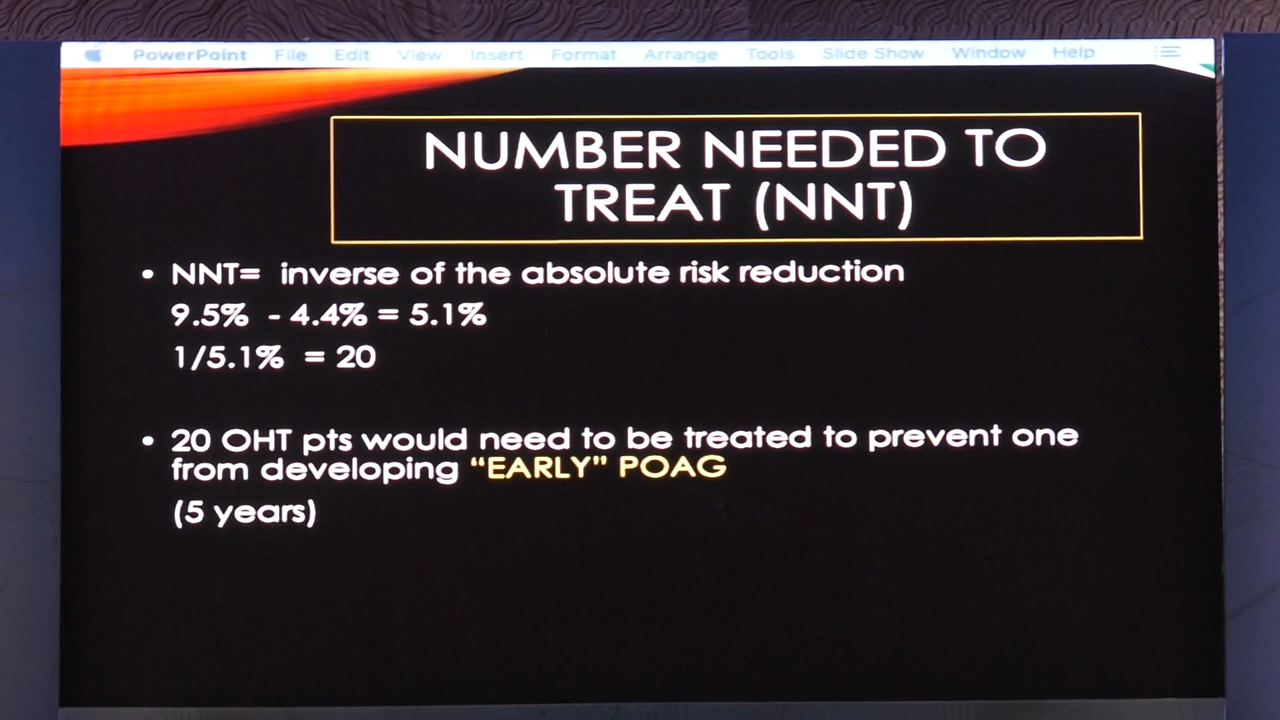 PowerPoint File Edit View Insert Format Arrange Tools Slide Show Window Help
NUMBER NEEDED TO
TREAT (NNT)
• NNT= inverse of the absolute risk reduction
9.5% - 4.4% = 5.1%
1/5.1% = 20
• 20 OHT pts would need to be treated to prevent one
from developing “EARLY” POAG
(5 years)